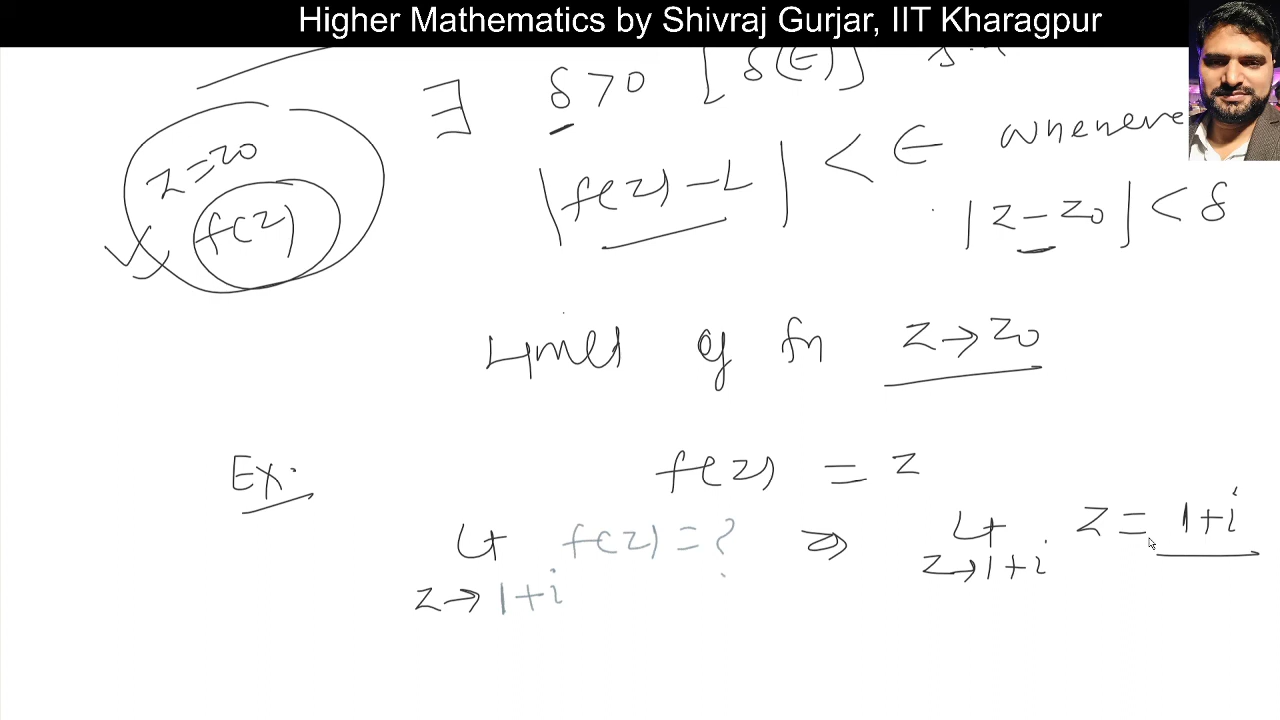 Higher Mathematics by Shivraj Gurjar, IIT Kharagpur
∃ δ > 0 [δ(∈)] s.t
z = z0
f(z)
|f(z) - L| < ∈ whenever
|z - z0| < δ
Limit of fn z → z0
Ex:
f(z) = z
Lt f(z) = ? ⇒ Lt z = 1+i
z → 1+i z → 1+i